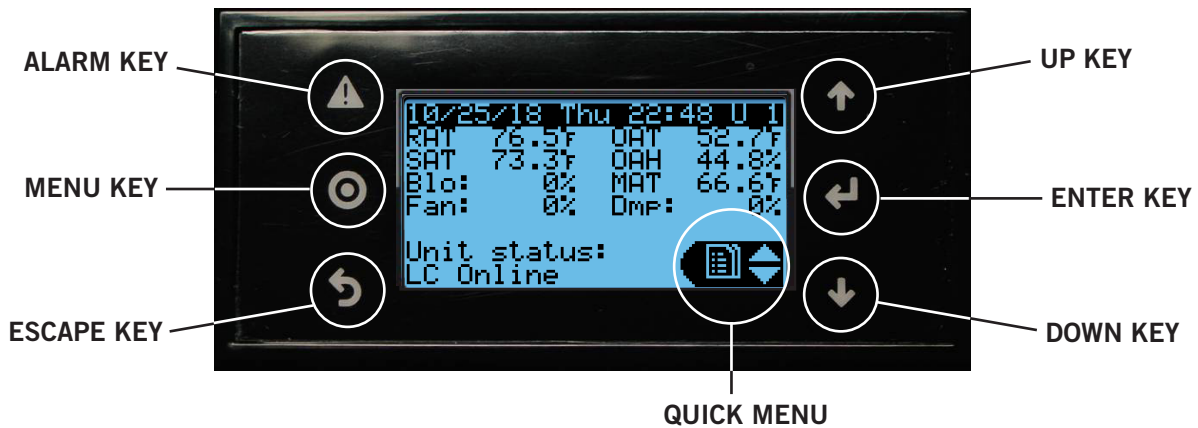 ALARM KEY
MENU KEY
ESCAPE KEY
10/25/18 Thu 22:48 U 1
RAT 76.5°F OAT 52.7°F
SAT 73.3°F OAH 44.8%
Blo: 0% MAT 66.6°F
Fan: 0% Dmp: 0%
Unit status:
LC Online
UP KEY
ENTER KEY
DOWN KEY
QUICK MENU